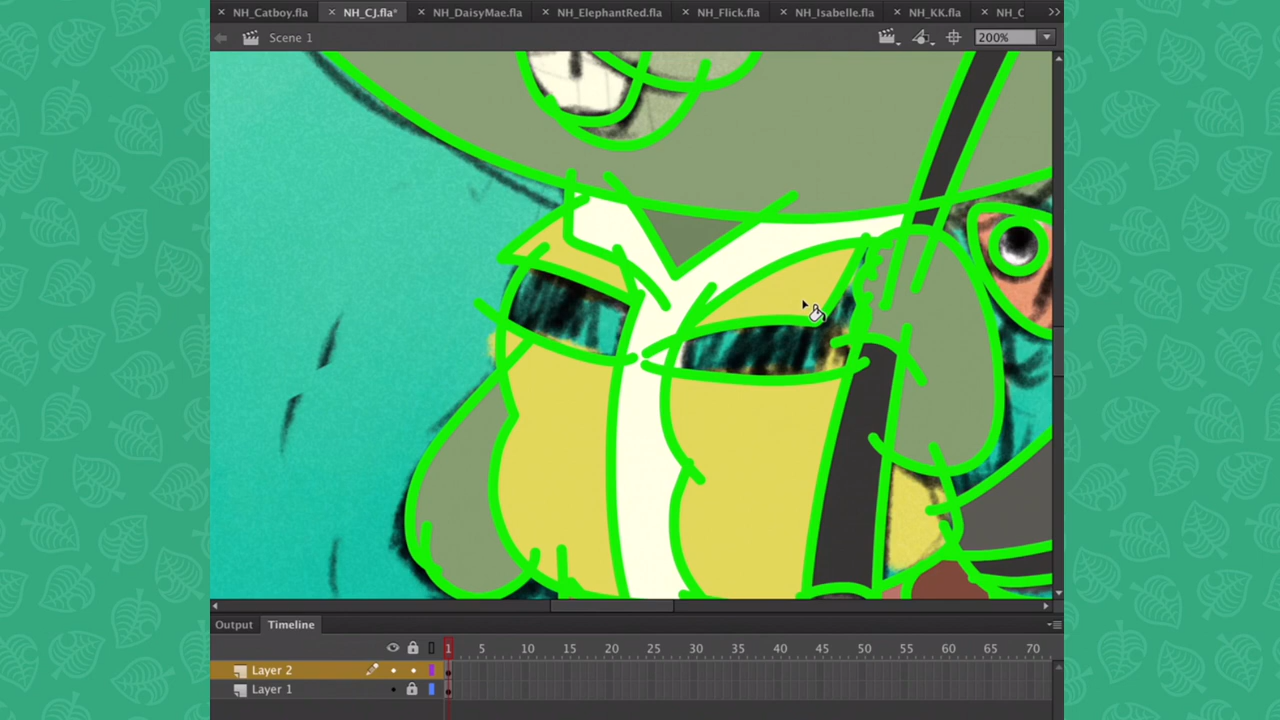 NH_Catboy.fla NH_CJ.fla* NH_DaisyMae.fla NH_ElephantRed.fla NH_Flick.fla NH_Isabelle.fla NH_KK.fla NH_C
Scene 1 200%
Output Timeline
1 5 10 15 20 25 30 35 40 45 50 55 60 65 70
Layer 2
Layer 1